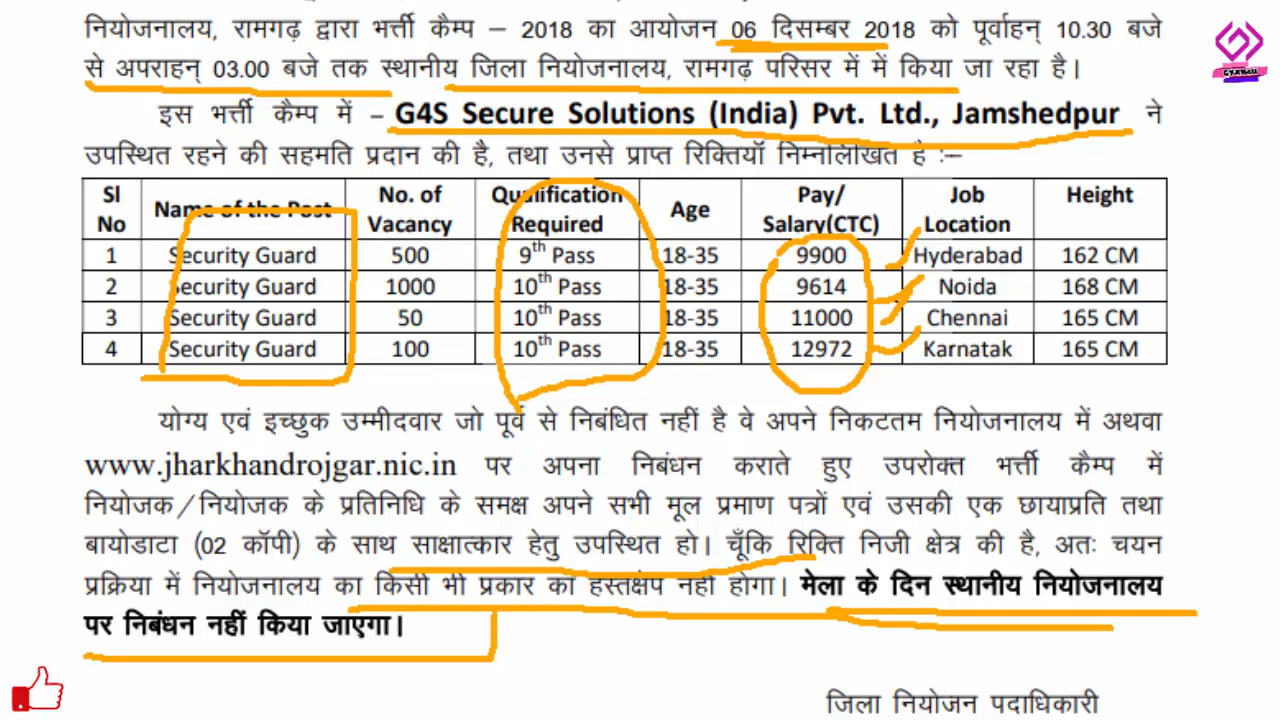 नियोजनालय, रामगढ़ द्वारा भर्त्ती कैम्प – 2018 का आयोजन 06 दिसम्बर 2018 को पूर्वाहन् 10.30 बजे
से अपराहन् 03.00 बजे तक स्थानीय जिला नियोजनालय, रामगढ़ परिसर में में किया जा रहा है।
इस भर्त्ती कैम्प में – G4S Secure Solutions (India) Pvt. Ltd., Jamshedpur ने
उपस्थित रहने की सहमति प्रदान की है, तथा उनसे प्राप्त रिक्तियॉ निम्नलिखित है :–
Sl No | Name of the Post | No. of Vacancy | Qualification Required | Age | Pay/ Salary(CTC) | Job Location | Height
1 | Security Guard | 500 | 9th Pass | 18-35 | 9900 | Hyderabad | 162 CM
2 | Security Guard | 1000 | 10th Pass | 18-35 | 9614 | Noida | 168 CM
3 | Security Guard | 50 | 10th Pass | 18-35 | 11000 | Chennai | 165 CM
4 | Security Guard | 100 | 10th Pass | 18-35 | 12972 | Karnatak | 165 CM
योग्य एवं इच्छुक उम्मीदवार जो पूर्व से निबंधित नहीं है वे अपने निकटतम नियोजनालय में अथवा
www.jharkhandrojgar.nic.in पर अपना निबंधन कराते हुए उपरोक्त भर्त्ती कैम्प में
नियोजक/नियोजक के प्रतिनिधि के समक्ष अपने सभी मूल प्रमाण पत्रों एवं उसकी एक छायाप्रति तथा
बायोडाटा (02 कॉपी) के साथ साक्षात्कार हेतु उपस्थित हो। चूँकि रिक्ति निजी क्षेत्र की है, अतः चयन
प्रक्रिया में नियोजनालय का किसी भी प्रकार का हस्तक्षेप नहीं होगा। मेला के दिन स्थानीय नियोजनालय
पर निबंधन नहीं किया जाएगा।
जिला नियोजन पदाधिकारी